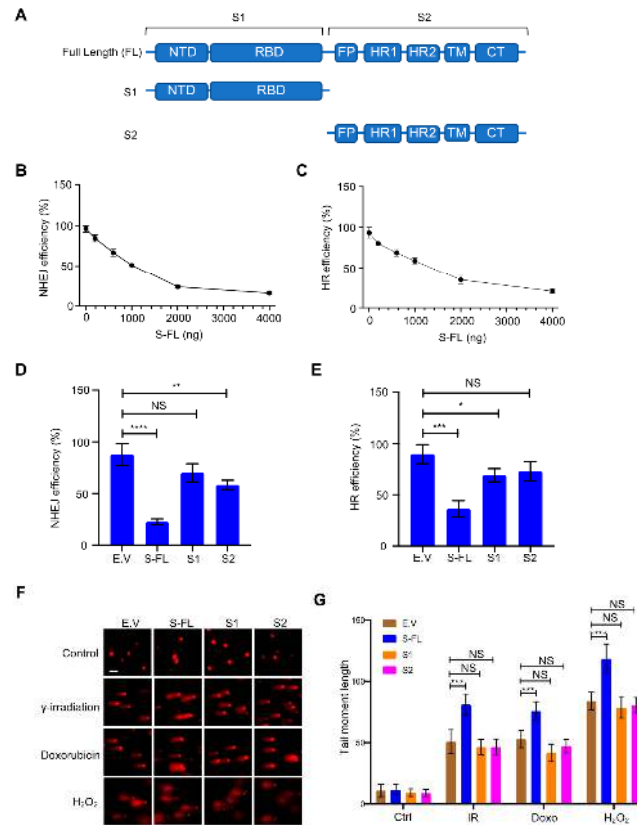 A
S1 S2
Full Length (FL) NTD RBD FP HR1 HR2 TM CT
S1 NTD RBD
S2 FP HR1 HR2 TM CT
B
NHEJ efficiency (%)
150
100
50
0
0 1000 2000 3000 4000
S-FL (ng)
C
HR efficiency (%)
150
100
50
0
0 1000 2000 3000 4000
S-FL (ng)
D
**
NS
****
NHEJ efficiency (%)
150
100
50
0
E.V S-FL S1 S2
E
NS
*
***
HR efficiency (%)
150
100
50
0
E.V S-FL S1 S2
F
E.V S-FL S1 S2
Control
γ-irradiation
Doxorubicin
H₂O₂
G
E.V
S-FL
S1
S2
NS
NS
***
NS
NS
NS
NS
***
Tail moment length
150
100
50
0
Ctrl IR Doxo H₂O₂